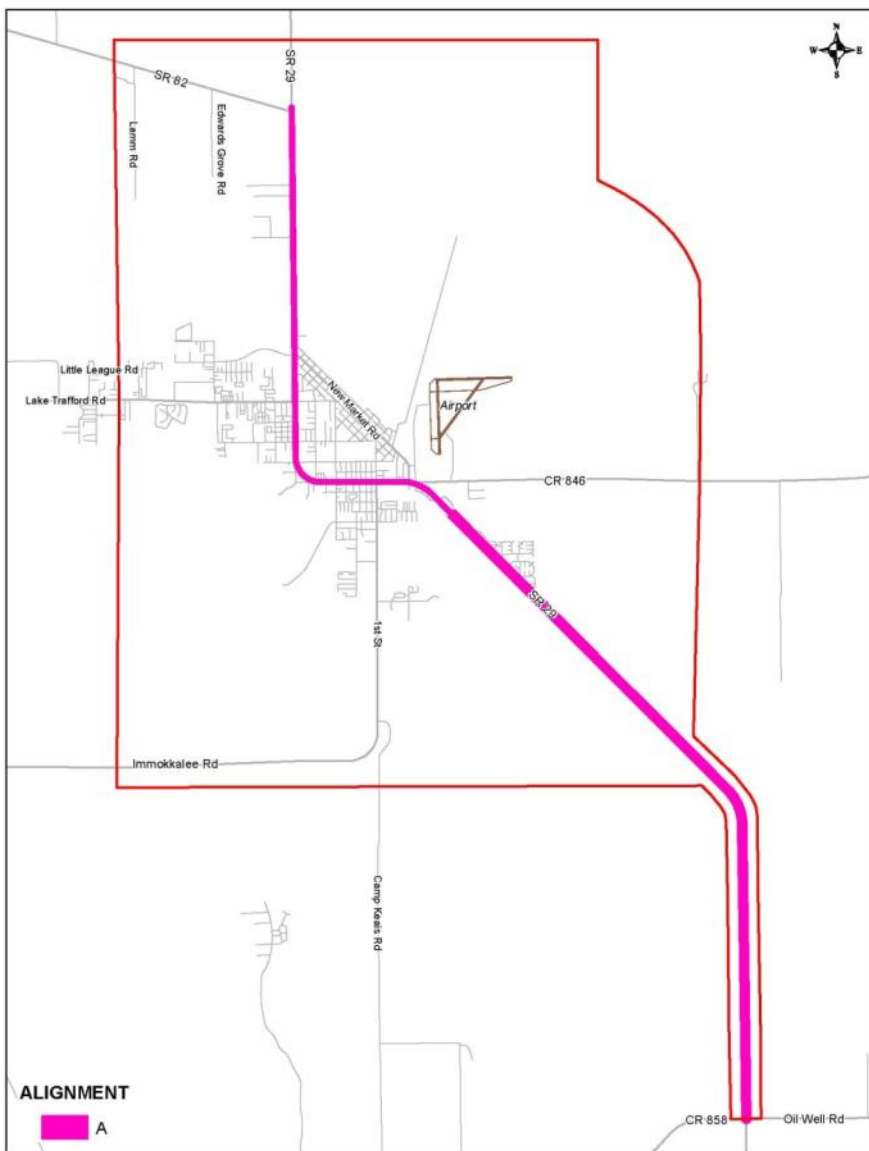 N
W E
S
SR 29
SR 82
Lamm Rd
Edwards Grove Rd
Little League Rd
Lake Trafford Rd
New Market Rd
Airport
CR 846
SR 29
1st St
Immokkalee Rd
Camp Keais Rd
CR 858
Oil Well Rd
ALIGNMENT
A